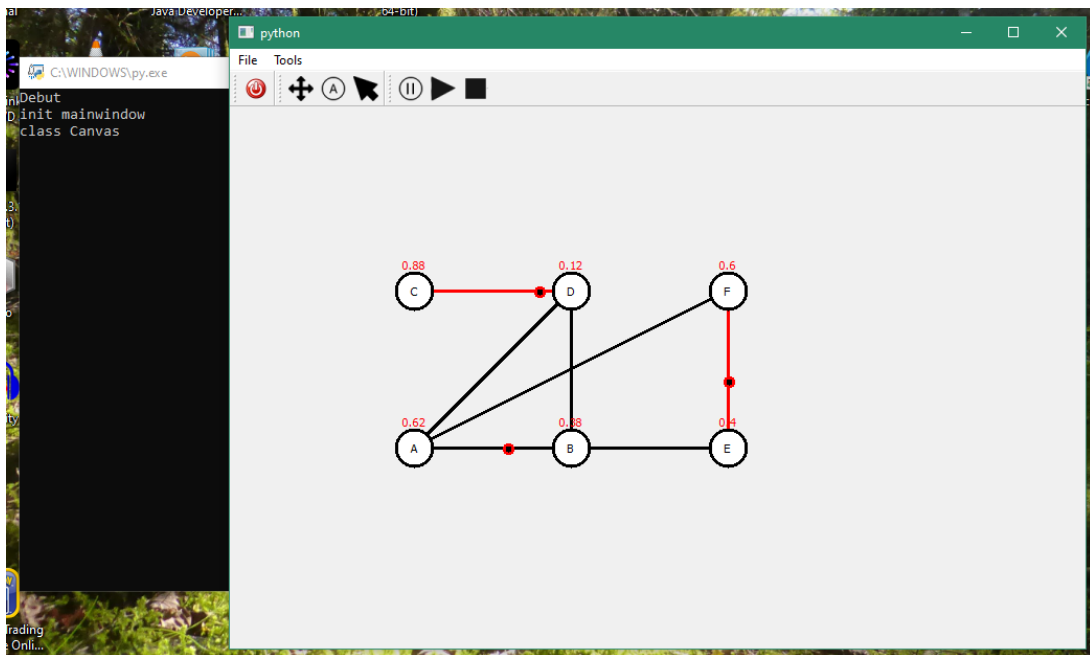 Java Developer...
64-bit)
python
File Tools
A
C:\WINDOWS\py.exe
Debut
init mainwindow
class Canvas
0.88 0.12 0.6
C D F
0.62
A B E
Trading
Onli...